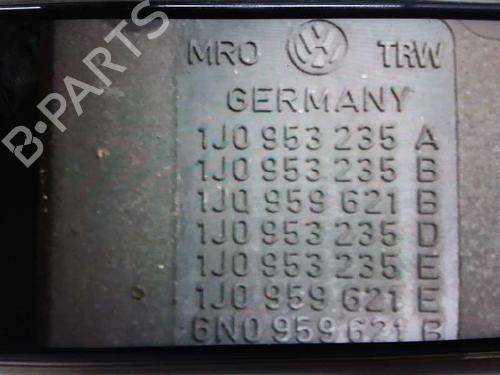 MRO VW TRW
GERMANY
1J0 953 235 A
1J0 953 235 B
1J0 959 621 B
1J0 953 235 D
1J0 953 235 E
1J0 959 621 E
6N0 959 621 B
B-PARTS